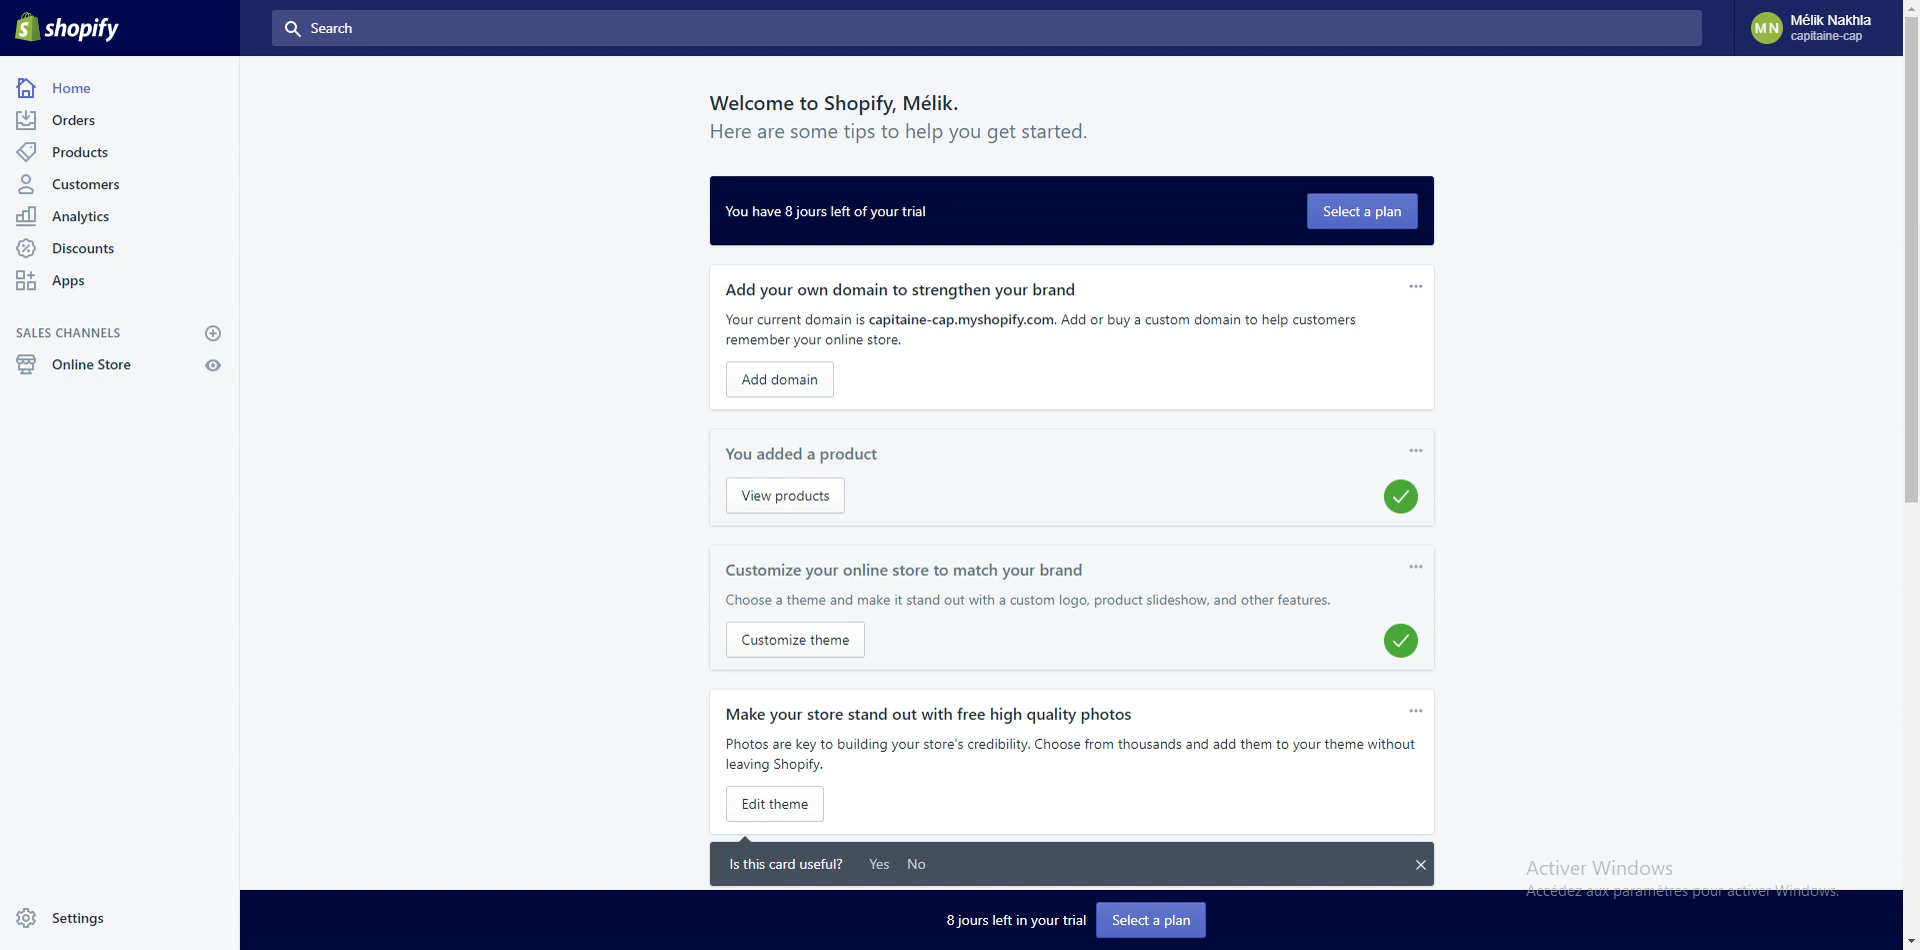 shopify
Search
MN
Mélik Nakhla
capitaine-cap
Home
Orders
Products
Customers
Analytics
Discounts
Apps
SALES CHANNELS
Online Store
Settings
Welcome to Shopify, Mélik.
Here are some tips to help you get started.
You have 8 jours left of your trial
Select a plan
Add your own domain to strengthen your brand
Your current domain is capitaine-cap.myshopify.com. Add or buy a custom domain to help customers
remember your online store.
Add domain
You added a product
View products
Customize your online store to match your brand
Choose a theme and make it stand out with a custom logo, product slideshow, and other features.
Customize theme
Make your store stand out with free high quality photos
Photos are key to building your store's credibility. Choose from thousands and add them to your theme without
leaving Shopify.
Edit theme
Is this card useful? Yes No
Activer Windows
Accédez aux paramètres pour activer Windows.
8 jours left in your trial
Select a plan